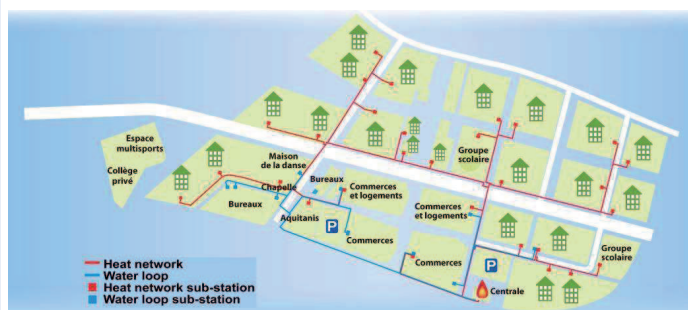 Espace
multisports
Collège
privé
Maison
de la danse
Chapelle
Bureaux
Bureaux
Aquitanis
P
Commerces
et logements
Commerces
Groupe
scolaire
Commerces
et logements
Commerces
P
Centrale
Groupe
scolaire
Heat network
Water loop
Heat network sub-station
Water loop sub-station